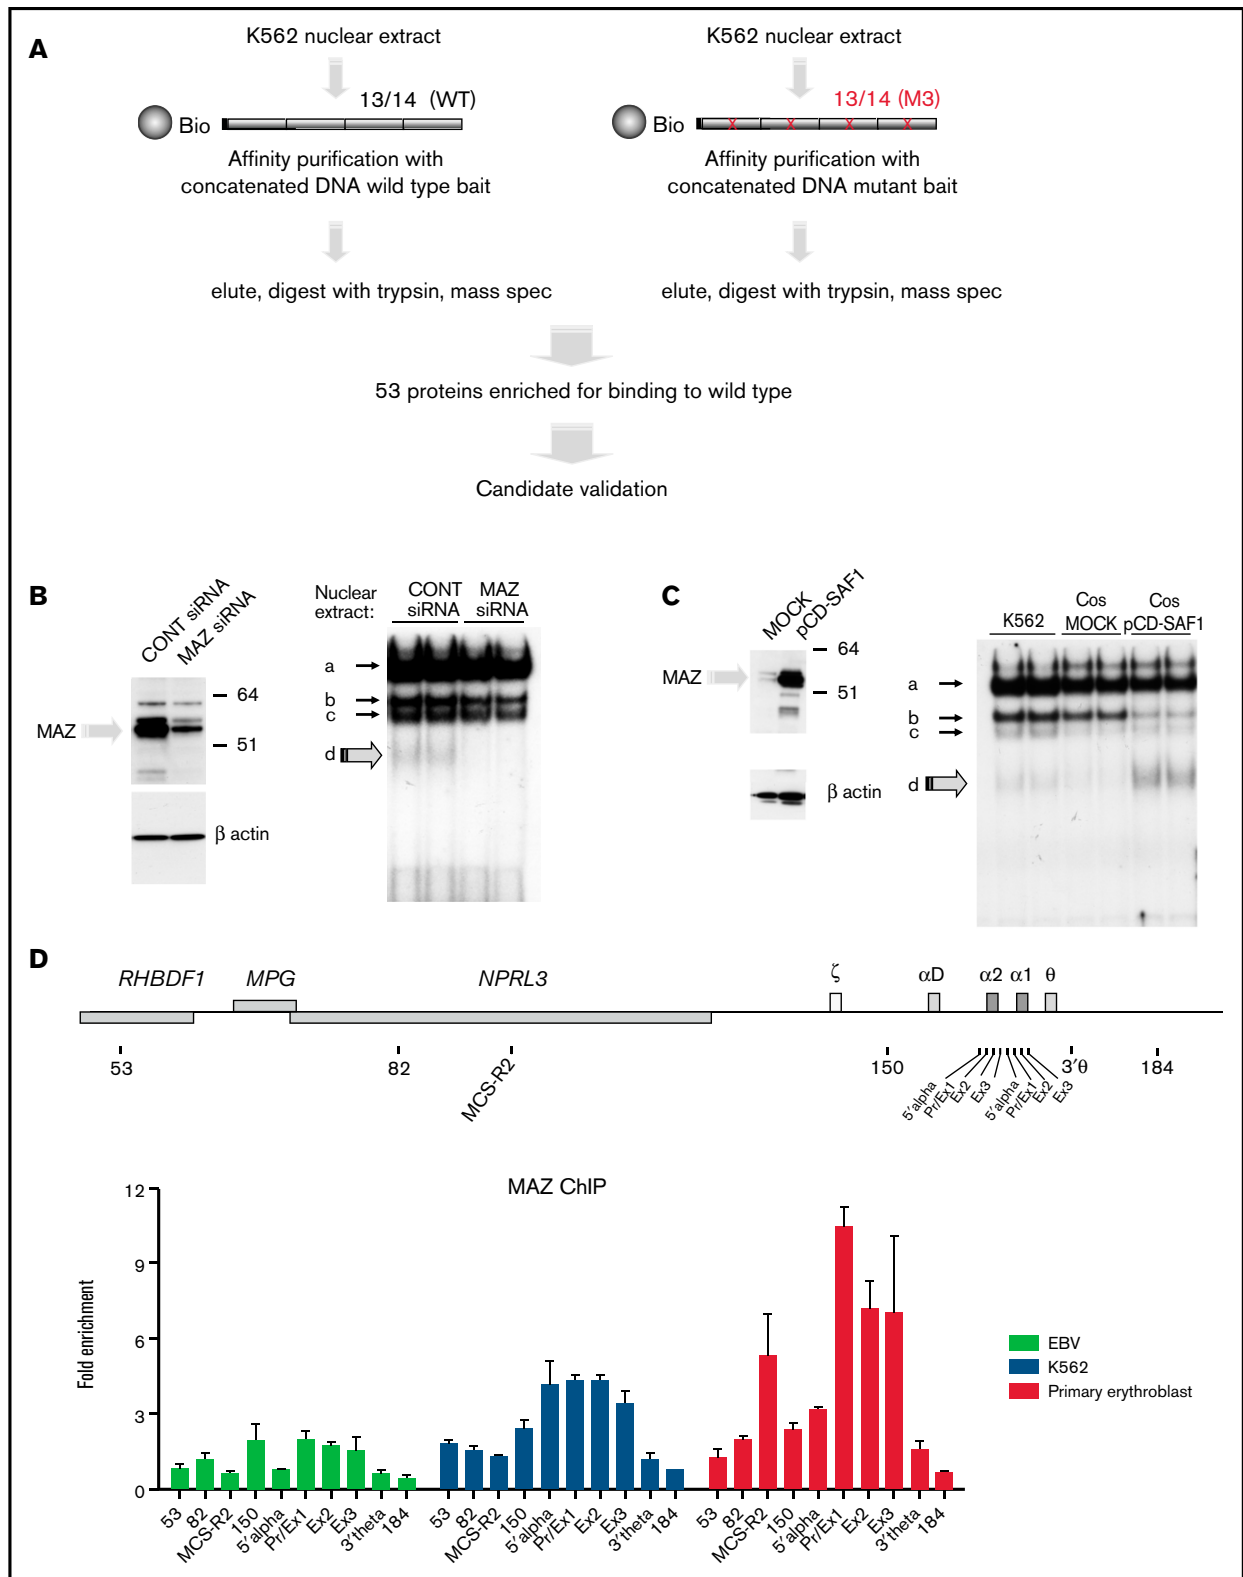 A
K562 nuclear extract
K562 nuclear extract
13/14 (WT)
13/14 (M3)
Bio
Bio
x x x x
Affinity purification with
concatenated DNA wild type bait
Affinity purification with
concatenated DNA mutant bait
elute, digest with trypsin, mass spec
elute, digest with trypsin, mass spec
53 proteins enriched for binding to wild type
Candidate validation
B
CONT siRNA
MAZ siRNA
64
MAZ
51
β actin
Nuclear
extract:
CONT
siRNA
MAZ
siRNA
a
b
c
d
C
MOCK
pCD-SAF1
64
MAZ
51
β actin
K562
Cos
MOCK
Cos
pCD-SAF1
a
b
c
d
D
RHBDF1
MPG
NPRL3
ζ
αD
α2
α1
θ
53
82
MCS-R2
150
5′alpha
Pr/Ex1
Ex2
Ex3
5′alpha
Pr/Ex1
Ex2
Ex3
3′θ
184
MAZ ChIP
Fold enrichment
12
9
6
3
0
53
82
MCS-R2
150
5′alpha
Pr/Ex1
Ex2
Ex3
3′theta
184
53
82
MCS-R2
150
5′alpha
Pr/Ex1
Ex2
Ex3
3′theta
184
53
82
MCS-R2
150
5′alpha
Pr/Ex1
Ex2
Ex3
3′theta
184
EBV
K562
Primary erythroblast